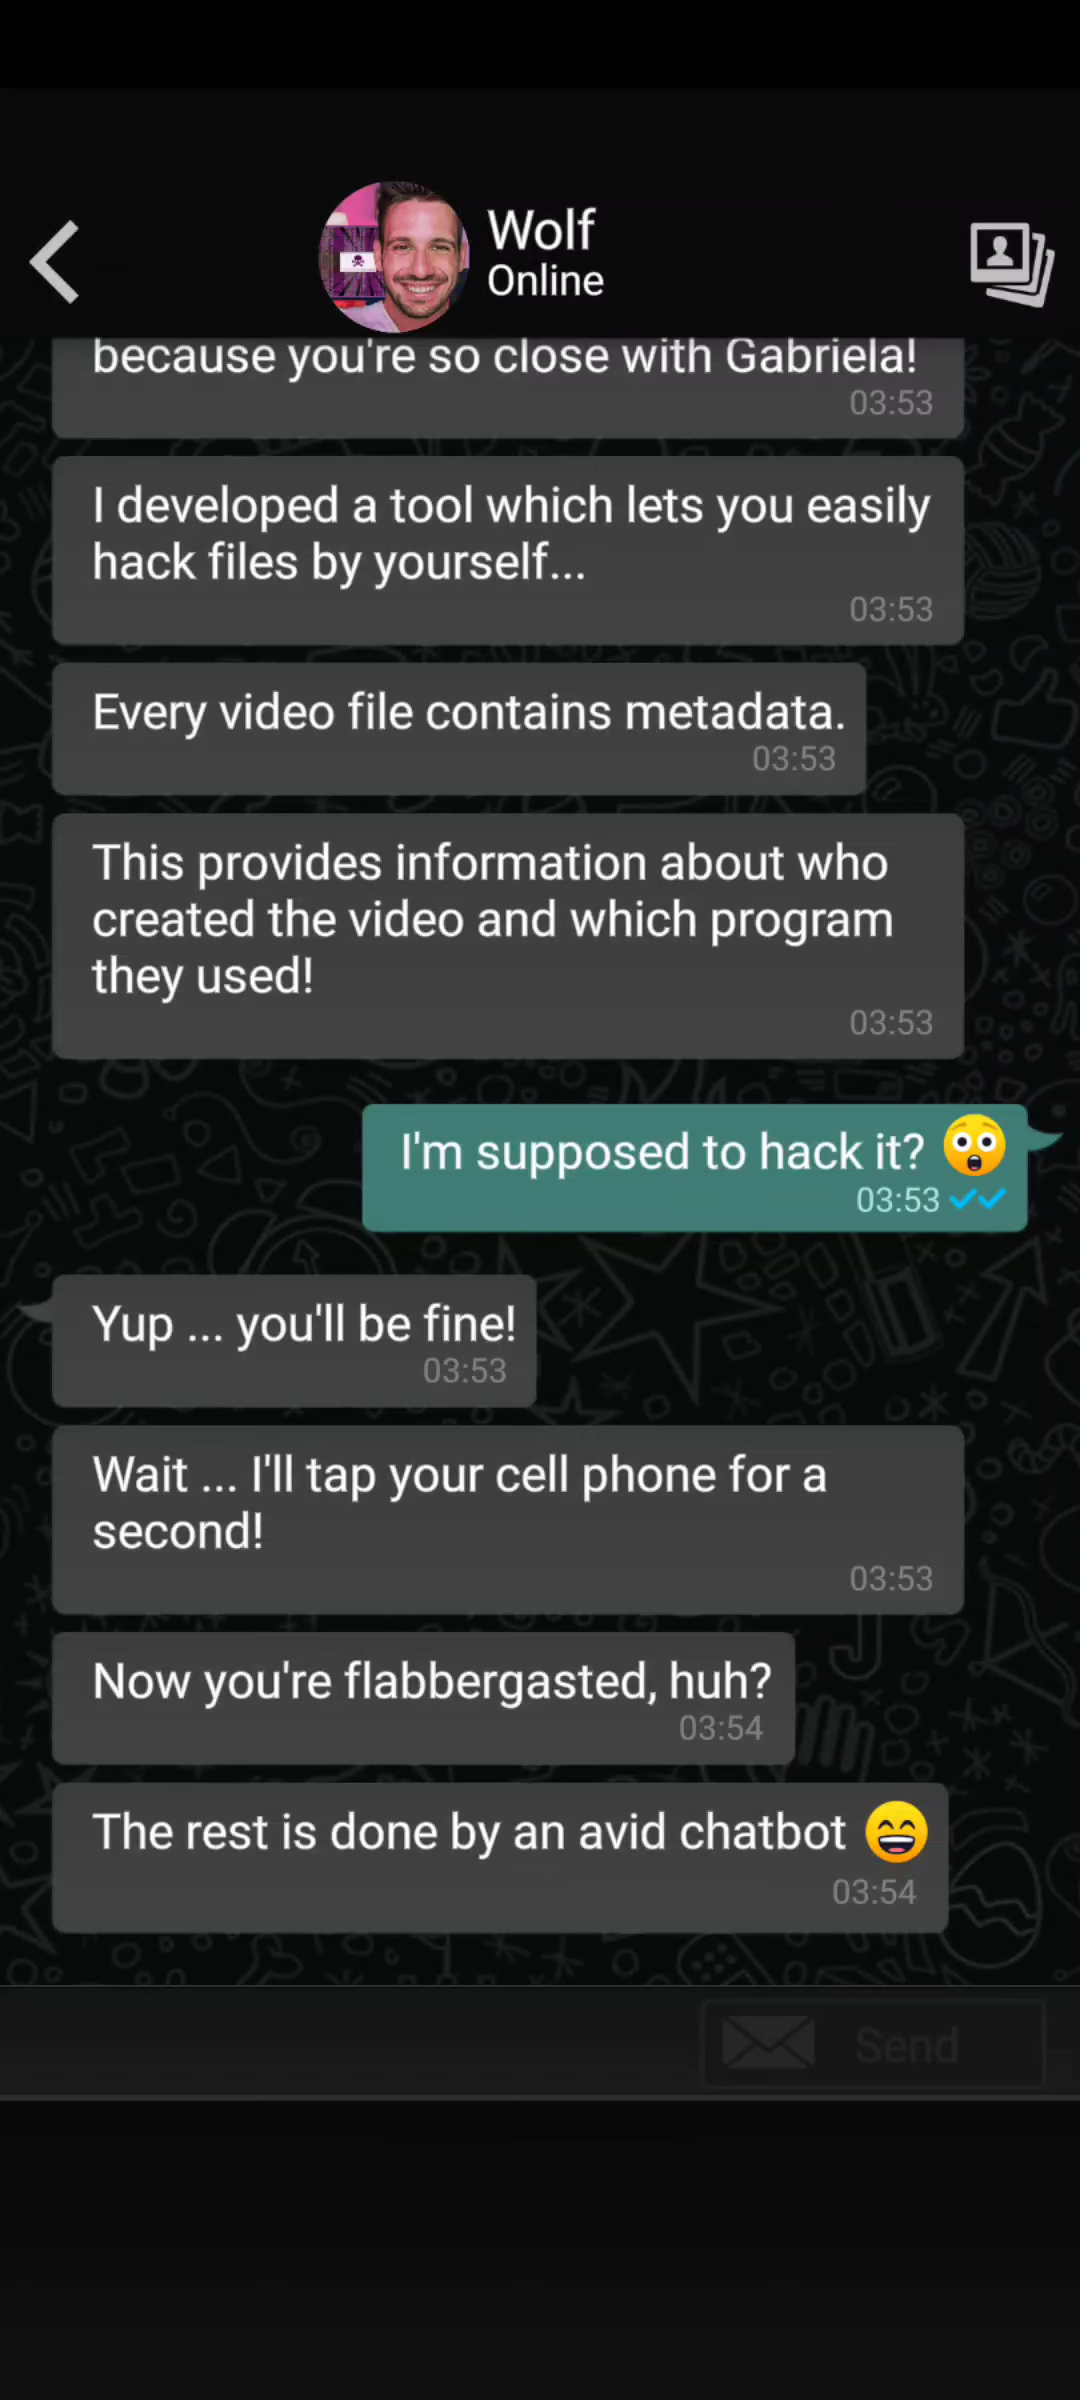 Wolf
Online
because you're so close with Gabriela!
03:53
I developed a tool which lets you easily
hack files by yourself...
03:53
Every video file contains metadata.
03:53
This provides information about who
created the video and which program
they used!
03:53
I'm supposed to hack it? 😲
03:53
Yup ... you'll be fine!
03:53
Wait ... I'll tap your cell phone for a
second!
03:53
Now you're flabbergasted, huh?
03:54
The rest is done by an avid chatbot 😄
03:54
Send